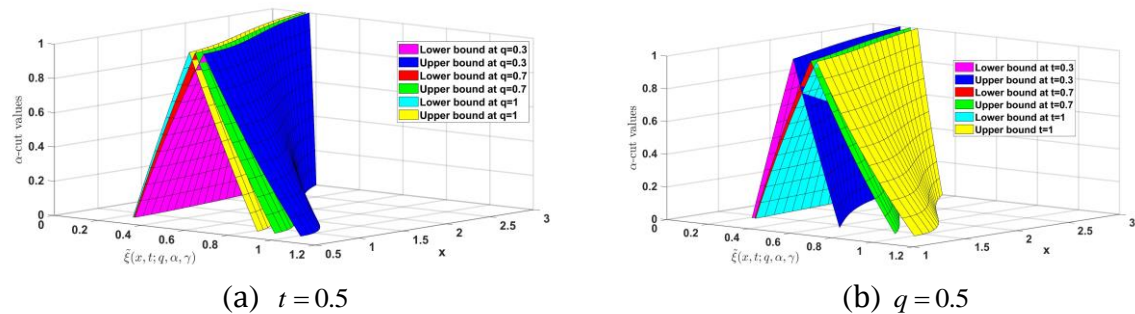 1
0.8
0.6
0.4
0.2
0
α-cut values
0
0.2
0.4
0.6
0.8
1
1.2
ξ̃(x, t; q, α, γ)
0.5
1
1.5
2
2.5
3
x
Lower bound at q=0.3
Upper bound at q=0.3
Lower bound at q=0.7
Upper bound at q=0.7
Lower bound at q=1
Upper bound at q=1
(a) t = 0.5
1
0.8
0.6
0.4
0.2
0
α-cut values
0
0.2
0.4
0.6
0.8
1
1.2
ξ̃(x, t; q, α, γ)
1
1.5
2
2.5
3
x
Lower bound at t=0.3
Upper bound at t=0.3
Lower bound at t=0.7
Upper bound at t=0.7
Lower bound at t=1
Upper bound t=1
(b) q = 0.5